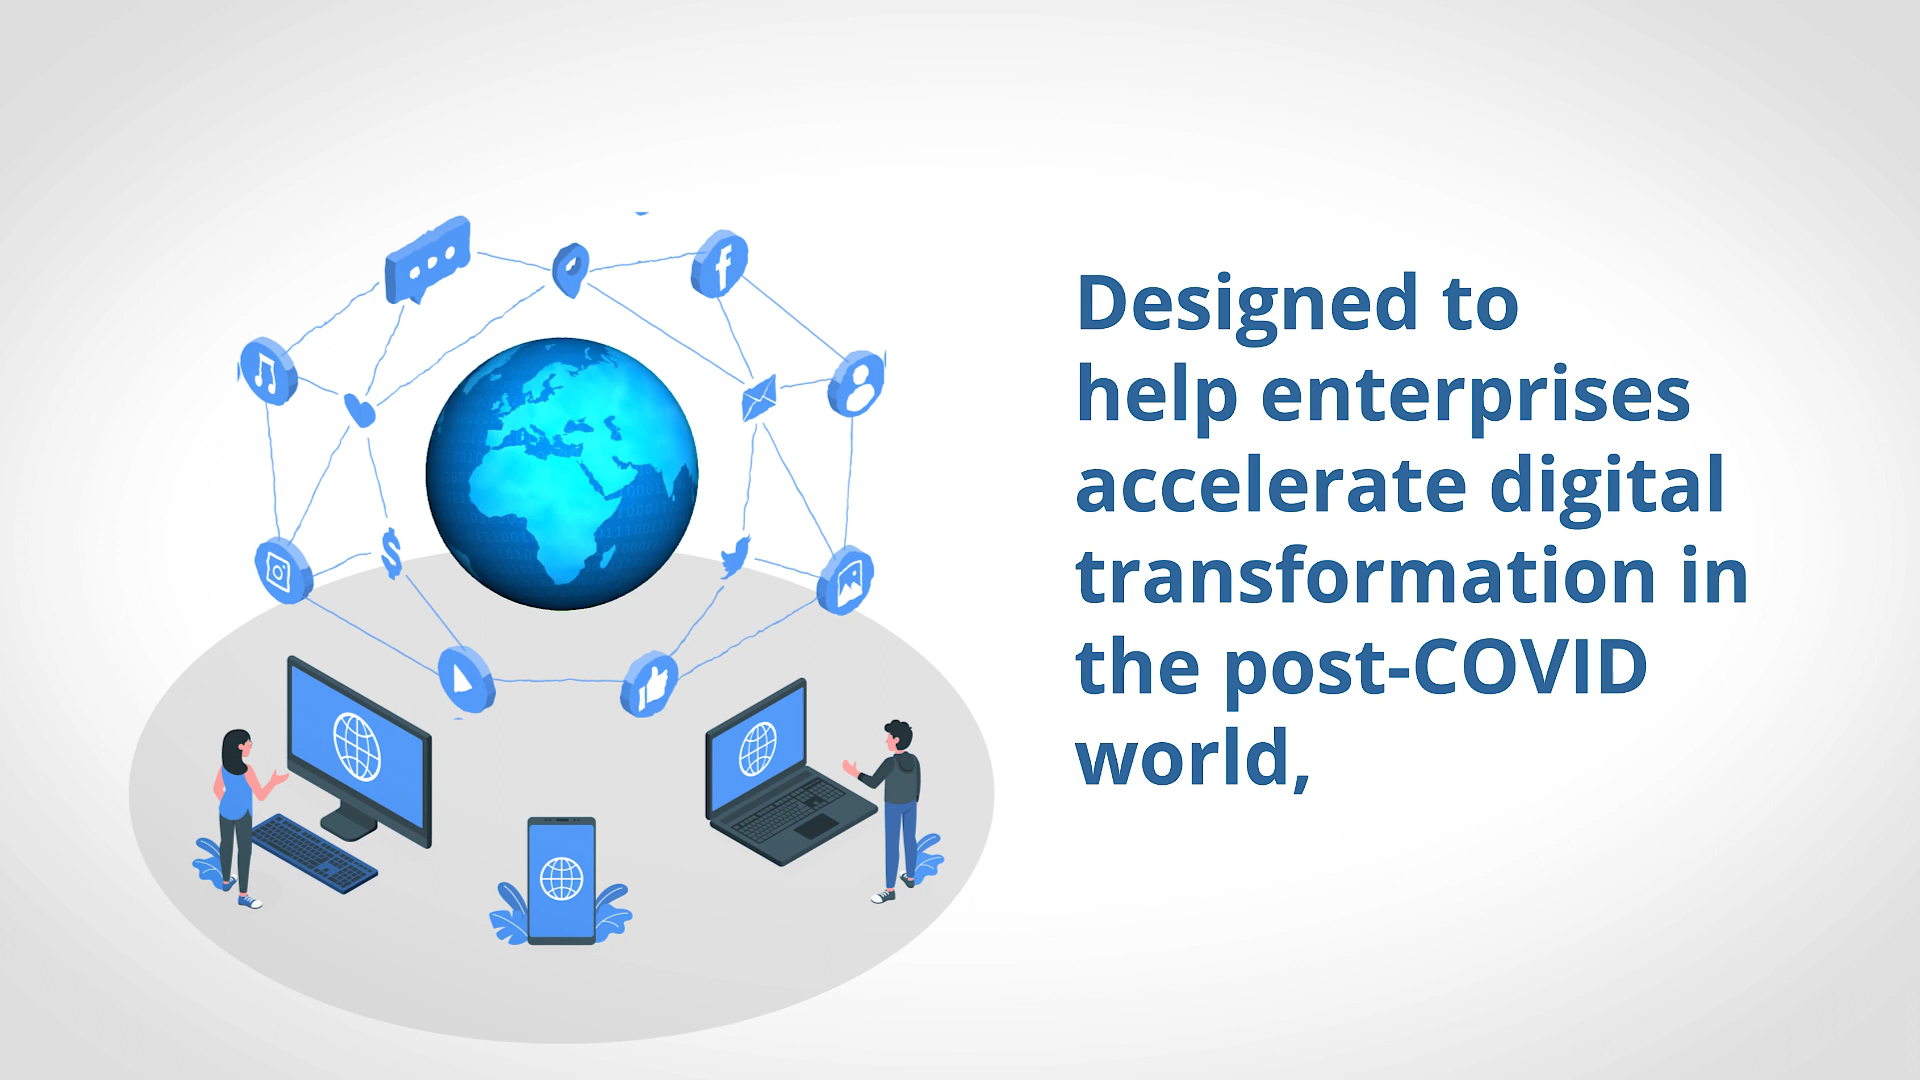 Designed to
help enterprises
accelerate digital
transformation in
the post-COVID
world,